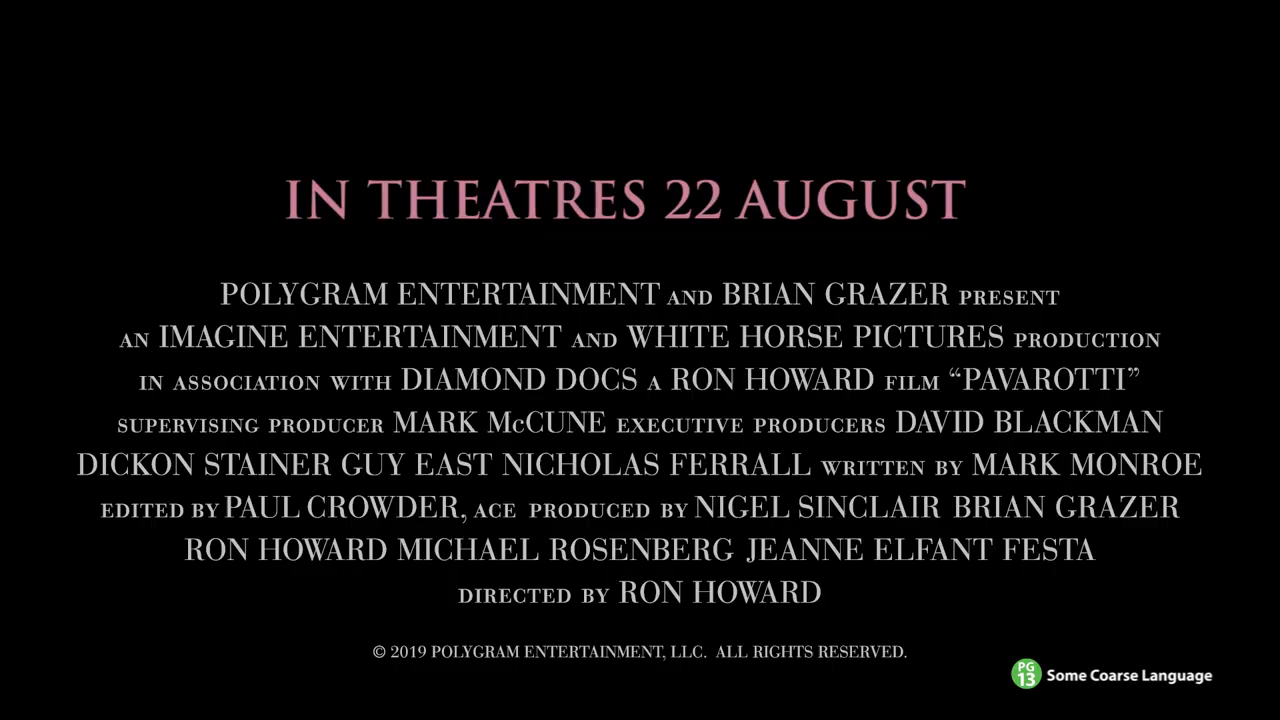 IN THEATRES 22 AUGUST
POLYGRAM ENTERTAINMENT AND BRIAN GRAZER PRESENT
AN IMAGINE ENTERTAINMENT AND WHITE HORSE PICTURES PRODUCTION
IN ASSOCIATION WITH DIAMOND DOCS A RON HOWARD FILM “PAVAROTTI”
SUPERVISING PRODUCER MARK McCUNE EXECUTIVE PRODUCERS DAVID BLACKMAN
DICKON STAINER GUY EAST NICHOLAS FERRALL WRITTEN BY MARK MONROE
EDITED BY PAUL CROWDER, ACE PRODUCED BY NIGEL SINCLAIR BRIAN GRAZER
RON HOWARD MICHAEL ROSENBERG JEANNE ELFANT FESTA
DIRECTED BY RON HOWARD
© 2019 POLYGRAM ENTERTAINMENT, LLC. ALL RIGHTS RESERVED.
PG
13 Some Coarse Language